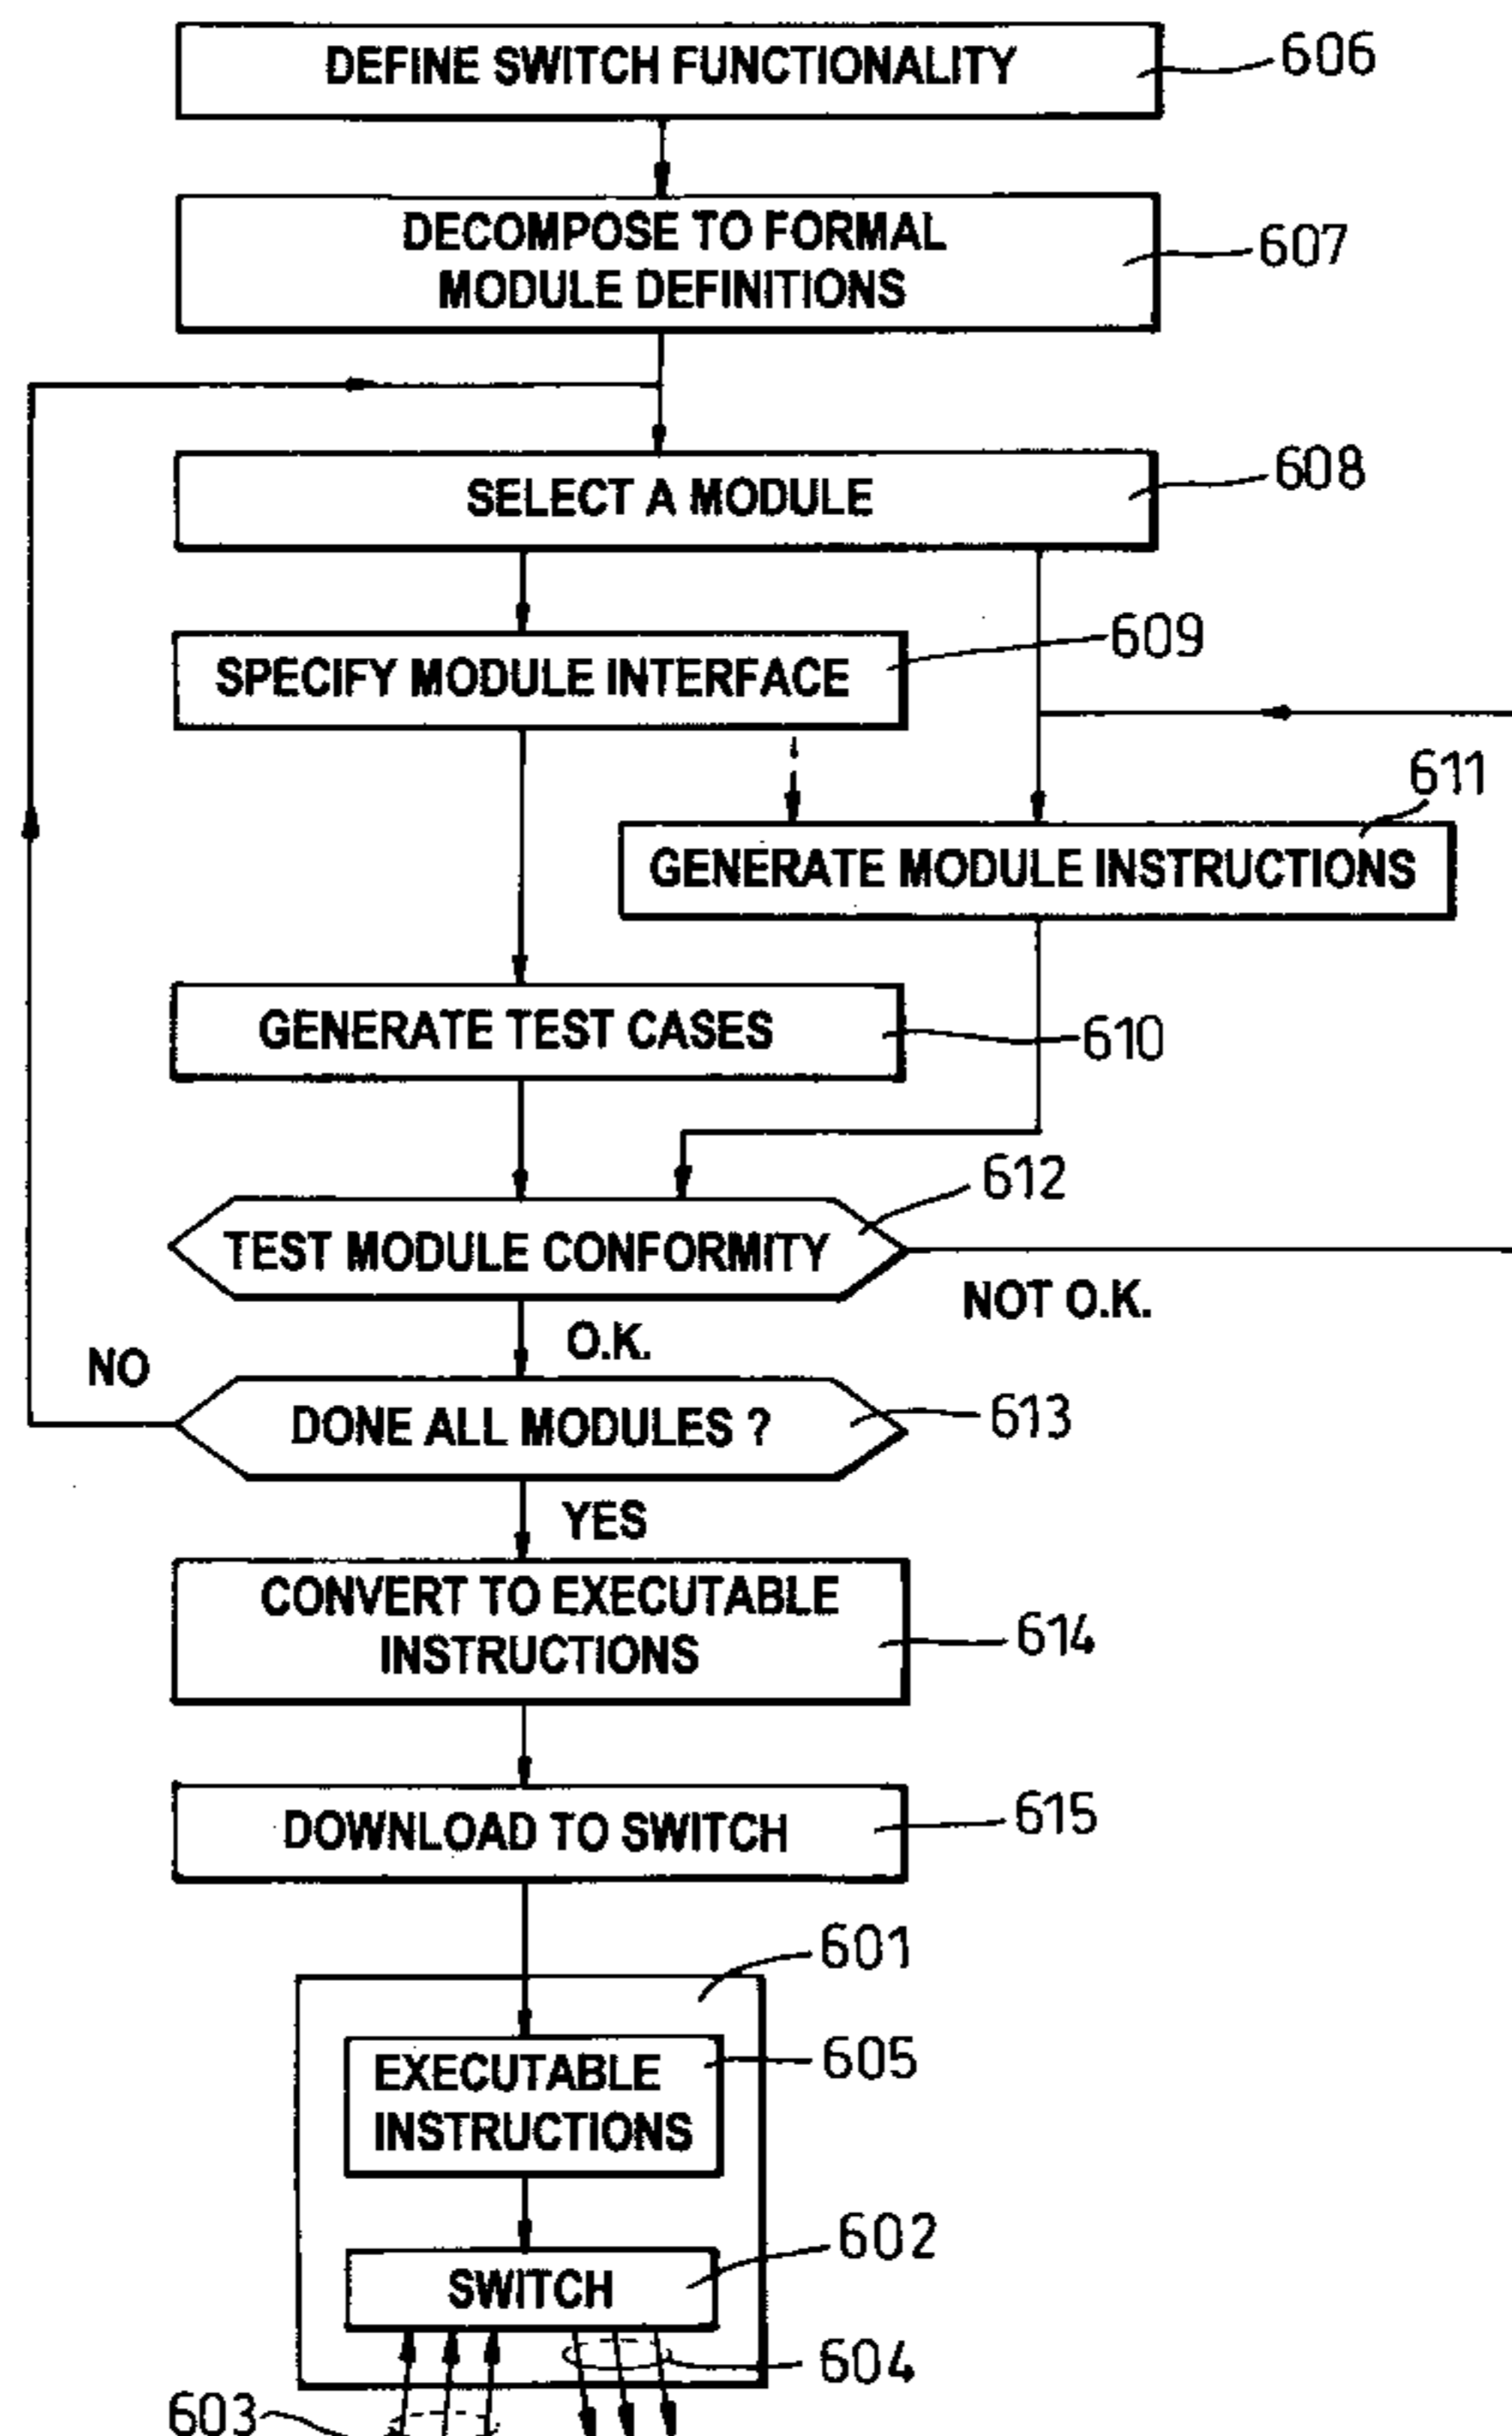 DEFINE SWITCH FUNCTIONALITY
606
DECOMPOSE TO FORMAL
MODULE DEFINITIONS
607
SELECT A MODULE
608
SPECIFY MODULE INTERFACE
609
611
GENERATE MODULE INSTRUCTIONS
GENERATE TEST CASES
610
612
TEST MODULE CONFORMITY
NOT O.K.
O.K.
NO
DONE ALL MODULES ?
613
YES
CONVERT TO EXECUTABLE
INSTRUCTIONS
614
DOWNLOAD TO SWITCH
615
601
EXECUTABLE
INSTRUCTIONS
605
602
SWITCH
604
603